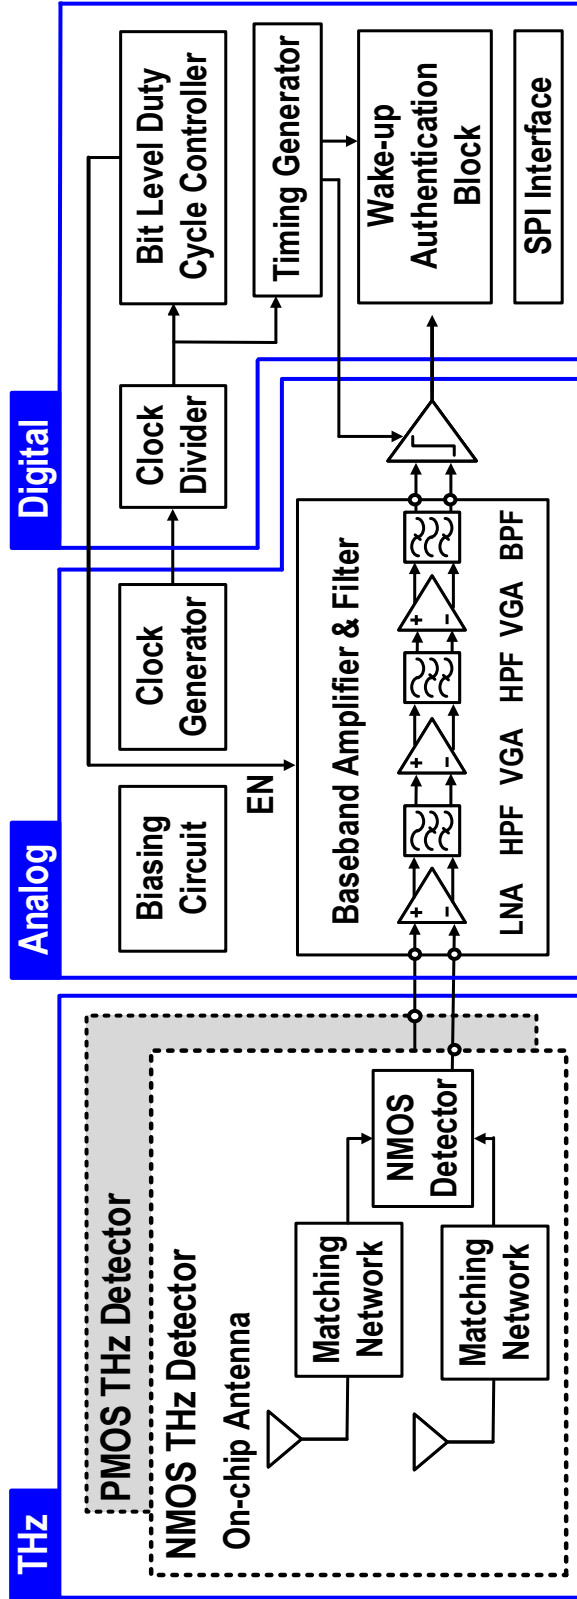 THz
PMOS THz Detector
NMOS THz Detector
On-chip Antenna
Matching
Network
Matching
Network
NMOS
Detector
Analog
Biasing
Circuit
Clock
Generator
EN
Baseband Amplifier & Filter
+
−
+
−
+
−
LNA HPF VGA HPF VGA BPF
Digital
Clock
Divider
Bit Level Duty
Cycle Controller
Timing Generator
Wake-up
Authentication
Block
SPI Interface